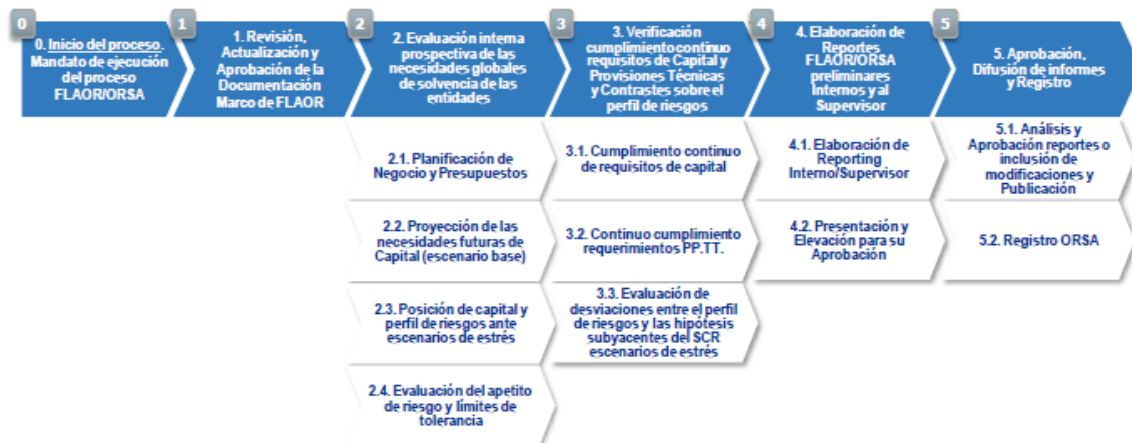 0
0. Inicio del proceso.
Mandato de ejecución
del proceso
FLAOR/ORSA
1
1. Revisión,
Actualización y
Aprobación de la
Documentación
Marco de FLAOR
2
2. Evaluación interna
prospectiva de las
necesidades globales
de solvencia de las
entidades
3
3. Verificación
cumplimiento continuo
requisitos de Capital y
Provisiones Técnicas
y Contrastes sobre el
perfil de riesgos
4
4. Elaboración de
Reportes
FLAOR/ORSA
preliminares
Internos y al
Supervisor
5
5. Aprobación,
Difusión de informes
y Registro
2.1. Planificación de
Negocio y Presupuestos
2.2. Proyección de las
necesidades futuras de
Capital (escenario base)
2.3. Posición de capital y
perfil de riesgos ante
escenarios de estrés
2.4. Evaluación del apetito
de riesgo y límites de
tolerancia
3.1. Cumplimiento continuo
de requisitos de capital
3.2. Continuo cumplimiento
requerimientos PP.TT.
3.3. Evaluación de
desviaciones entre el perfil
de riesgos y las hipótesis
subyacentes del SCR
escenarios de estrés
4.1. Elaboración de
Reporting
Interno/Supervisor
4.2. Presentación y
Elevación para su
Aprobación
5.1. Análisis y
Aprobación reportes o
inclusión de
modificaciones y
Publicación
5.2. Registro ORSA